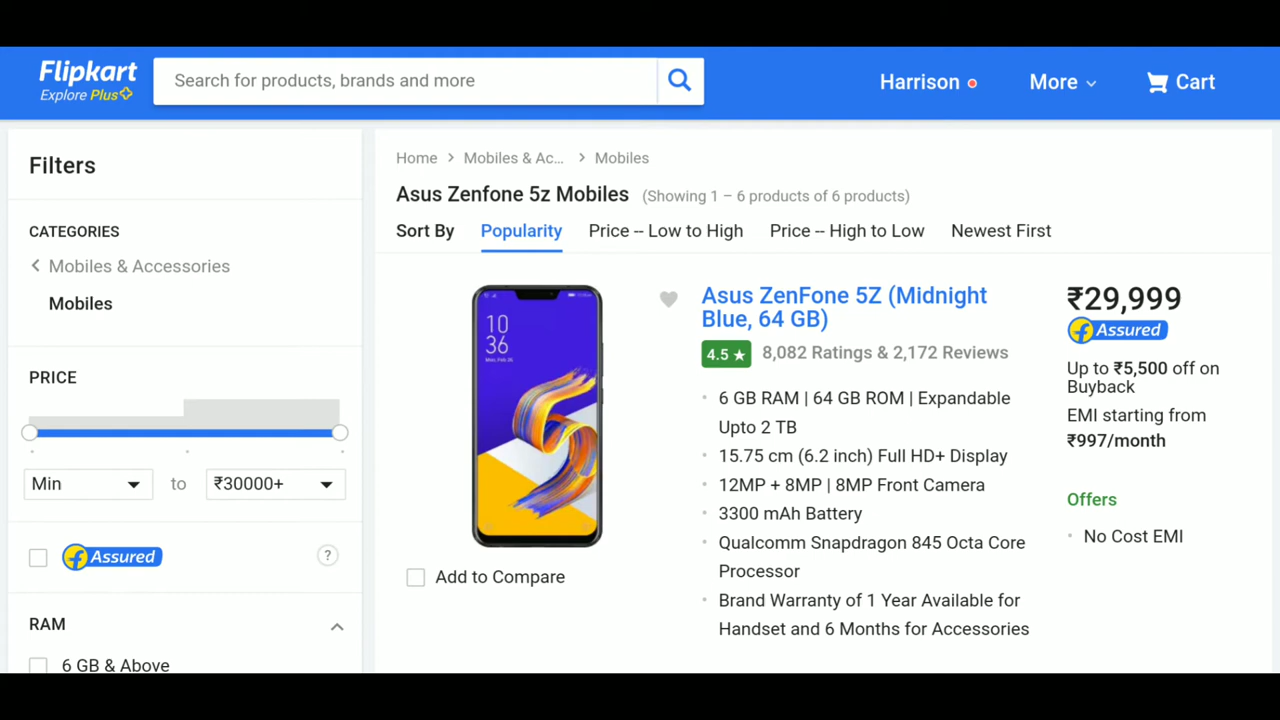 Flipkart
Explore Plus
Search for products, brands and more
Harrison
More
Cart
Filters
CATEGORIES
Mobiles & Accessories
Mobiles
PRICE
Min
to
₹30000+
Assured
?
RAM
6 GB & Above
Home
Mobiles & Ac...
Mobiles
Asus Zenfone 5z Mobiles
(Showing 1 – 6 products of 6 products)
Sort By
Popularity
Price -- Low to High
Price -- High to Low
Newest First
10
36
Add to Compare
Asus ZenFone 5Z (Midnight
Blue, 64 GB)
4.5 ★
8,082 Ratings & 2,172 Reviews
6 GB RAM | 64 GB ROM | Expandable
Upto 2 TB
15.75 cm (6.2 inch) Full HD+ Display
12MP + 8MP | 8MP Front Camera
3300 mAh Battery
Qualcomm Snapdragon 845 Octa Core
Processor
Brand Warranty of 1 Year Available for
Handset and 6 Months for Accessories
₹29,999
Assured
Up to ₹5,500 off on
Buyback
EMI starting from
₹997/month
Offers
No Cost EMI